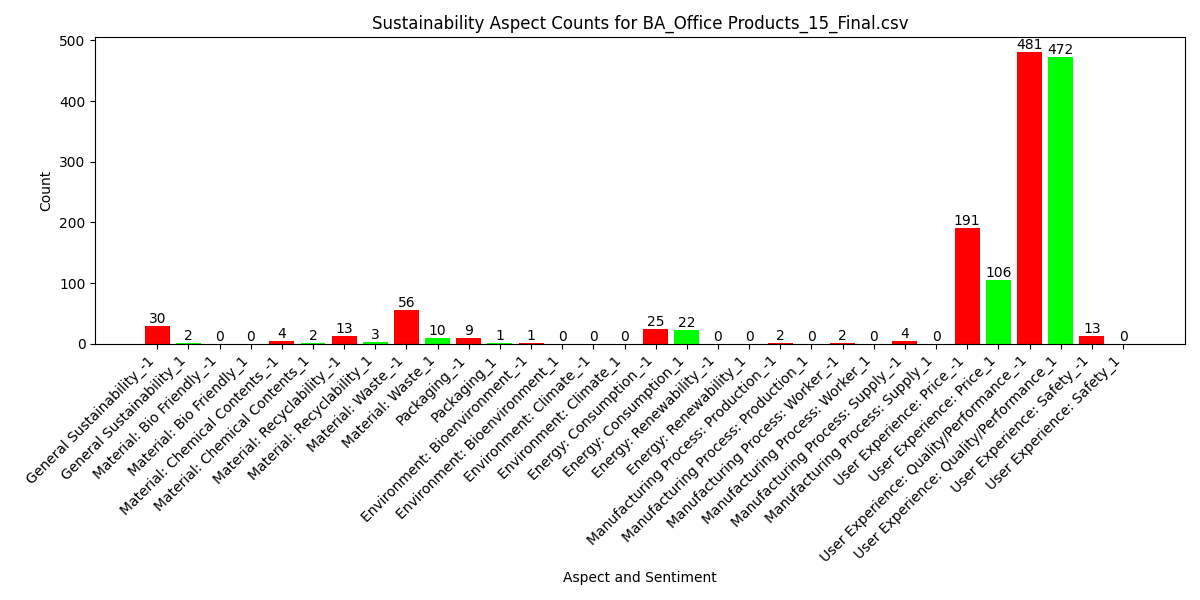 Sustainability Aspect Counts for BA_Office Products_15_Final.csv
Count
500
400
300
200
100
0
30
2
0
0
4
2
13
3
56
10
9
1
1
0
0
0
25
22
0
0
2
0
2
0
4
0
191
106
481
472
13
0
General Sustainability_-1
General Sustainability_1
Material: Bio Friendly_-1
Material: Bio Friendly_1
Material: Chemical Contents_-1
Material: Chemical Contents_1
Material: Recyclability_-1
Material: Recyclability_1
Material: Waste_-1
Material: Waste_1
Packaging_-1
Packaging_1
Environment: Bioenvironment_-1
Environment: Bioenvironment_1
Environment: Climate_-1
Environment: Climate_1
Energy: Consumption_-1
Energy: Consumption_1
Energy: Renewability_-1
Energy: Renewability_1
Manufacturing Process: Production_-1
Manufacturing Process: Production_1
Manufacturing Process: Worker_-1
Manufacturing Process: Worker_1
Manufacturing Process: Supply_-1
Manufacturing Process: Supply_1
User Experience: Price_-1
User Experience: Price_1
User Experience: Quality/Performance_-1
User Experience: Quality/Performance_1
User Experience: Safety_-1
User Experience: Safety_1
Aspect and Sentiment